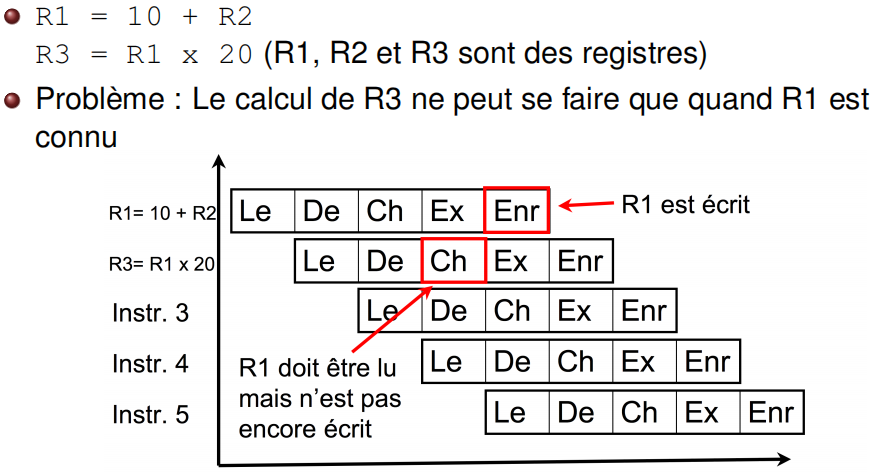 R1 = 10 + R2
R3 = R1 x 20 (R1, R2 et R3 sont des registres)
Problème : Le calcul de R3 ne peut se faire que quand R1 est
connu
R1= 10 + R2 Le De Ch Ex Enr R1 est écrit
R3= R1 x 20 Le De Ch Ex Enr
Instr. 3 Le De Ch Ex Enr
Instr. 4 Le De Ch Ex Enr
Instr. 5 Le De Ch Ex Enr
R1 doit être lu
mais n'est pas
encore écrit